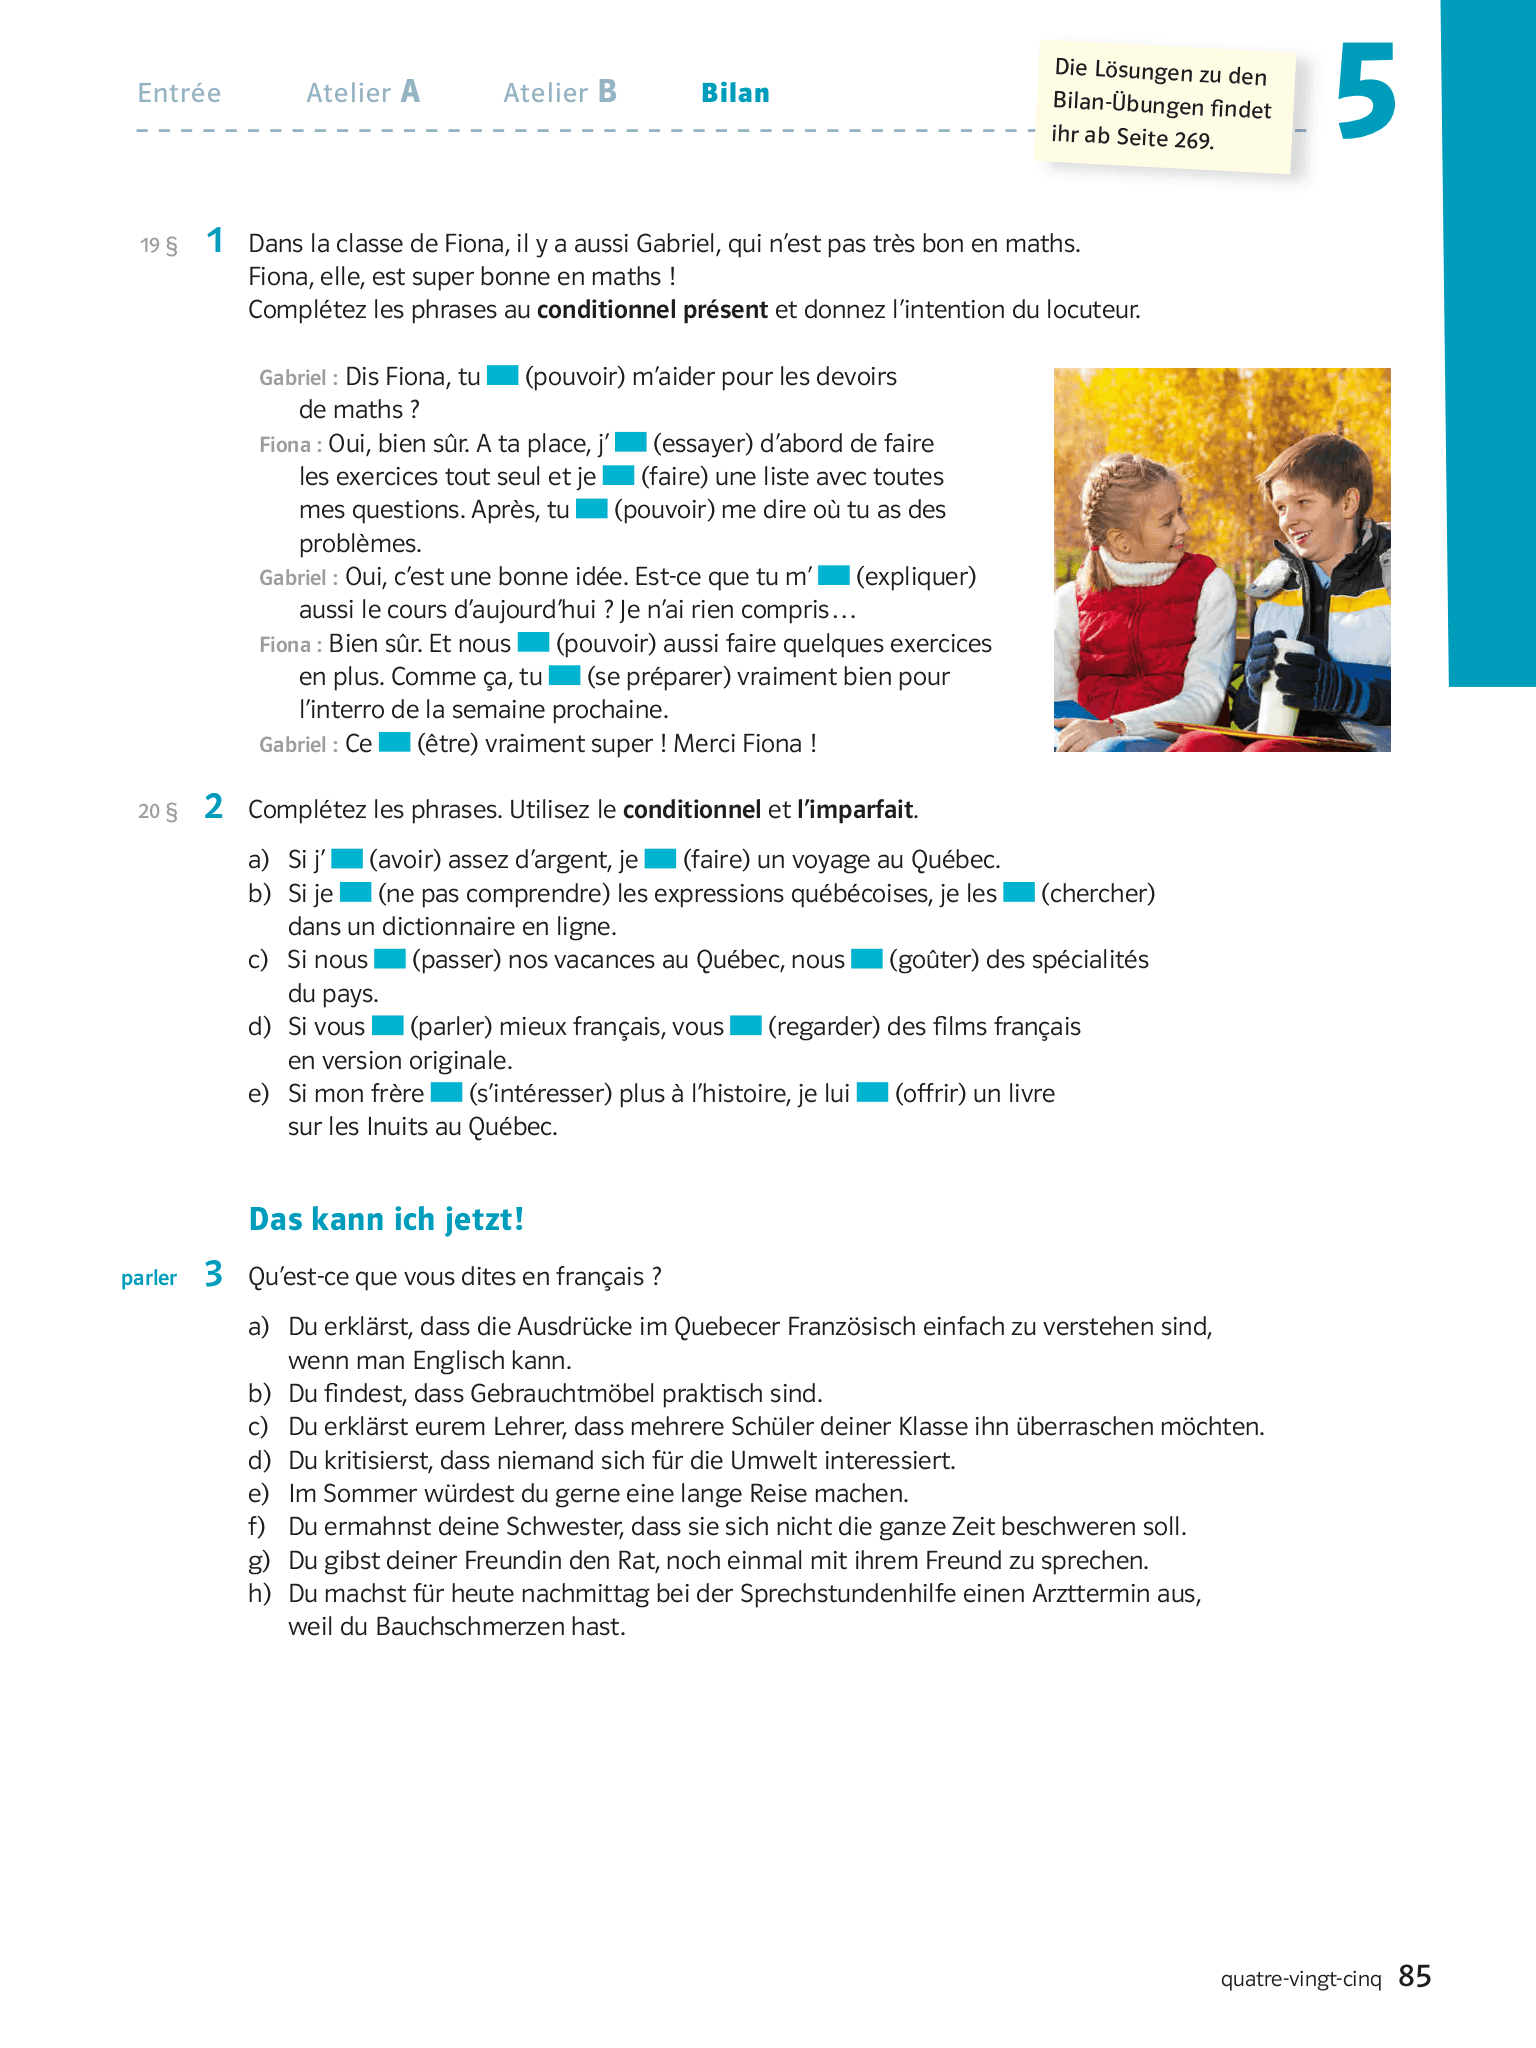 Entrée Atelier A Atelier B Bilan
Die Lösungen zu den
Bilan-Übungen findet
ihr ab Seite 269.
5
19 § 1 Dans la classe de Fiona, il y a aussi Gabriel, qui n’est pas très bon en maths.
Fiona, elle, est super bonne en maths !
Complétez les phrases au conditionnel présent et donnez l’intention du locuteur.
Gabriel : Dis Fiona, tu (pouvoir) m’aider pour les devoirs
de maths ?
Fiona : Oui, bien sûr. A ta place, j’ (essayer) d’abord de faire
les exercices tout seul et je (faire) une liste avec toutes
mes questions. Après, tu (pouvoir) me dire où tu as des
problèmes.
Gabriel : Oui, c’est une bonne idée. Est-ce que tu m’ (expliquer)
aussi le cours d’aujourd’hui ? Je n’ai rien compris…
Fiona : Bien sûr. Et nous (pouvoir) aussi faire quelques exercices
en plus. Comme ça, tu (se préparer) vraiment bien pour
l’interro de la semaine prochaine.
Gabriel : Ce (être) vraiment super ! Merci Fiona !
20 § 2 Complétez les phrases. Utilisez le conditionnel et l’imparfait.
a) Si j’ (avoir) assez d’argent, je (faire) un voyage au Québec.
b) Si je (ne pas comprendre) les expressions québécoises, je les (chercher)
dans un dictionnaire en ligne.
c) Si nous (passer) nos vacances au Québec, nous (goûter) des spécialités
du pays.
d) Si vous (parler) mieux français, vous (regarder) des films français
en version originale.
e) Si mon frère (s’intéresser) plus à l’histoire, je lui (offrir) un livre
sur les Inuits au Québec.
Das kann ich jetzt!
parler 3 Qu’est-ce que vous dites en français ?
a) Du erklärst, dass die Ausdrücke im Quebecer Französisch einfach zu verstehen sind,
wenn man Englisch kann.
b) Du findest, dass Gebrauchtmöbel praktisch sind.
c) Du erklärst eurem Lehrer, dass mehrere Schüler deiner Klasse ihn überraschen möchten.
d) Du kritisierst, dass niemand sich für die Umwelt interessiert.
e) Im Sommer würdest du gerne eine lange Reise machen.
f) Du ermahnst deine Schwester, dass sie sich nicht die ganze Zeit beschweren soll.
g) Du gibst deiner Freundin den Rat, noch einmal mit ihrem Freund zu sprechen.
h) Du machst für heute nachmittag bei der Sprechstundenhilfe einen Arzttermin aus,
weil du Bauchschmerzen hast.
quatre-vingt-cinq 85